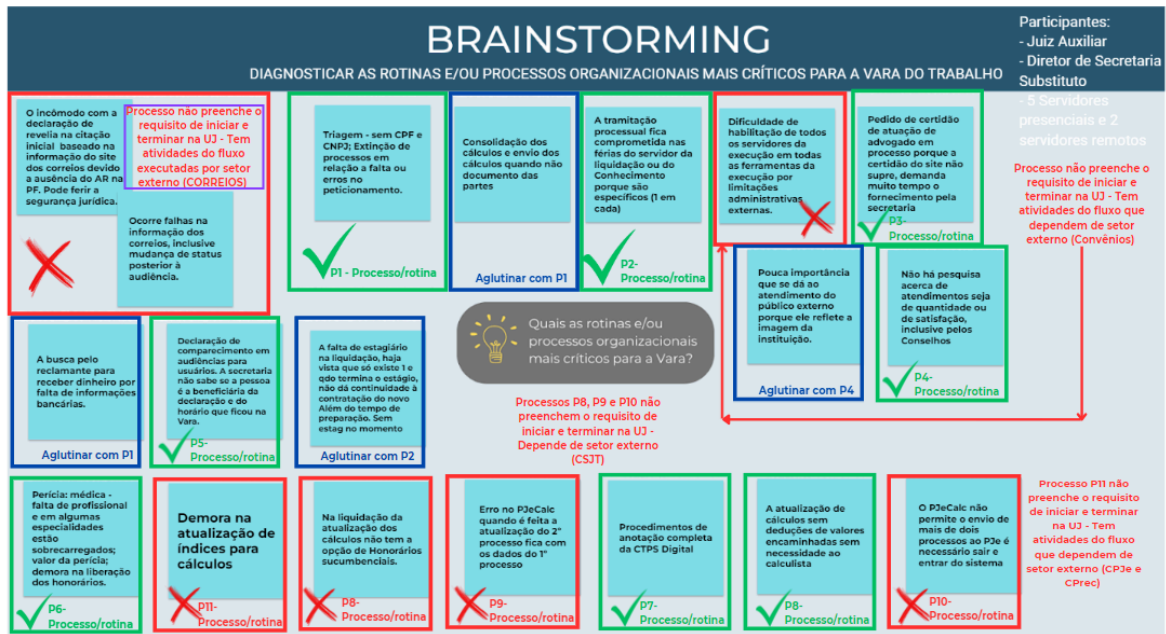 BRAINSTORMING
DIAGNOSTICAR AS ROTINAS E/OU PROCESSOS ORGANIZACIONAIS MAIS CRÍTICOS PARA A VARA DO TRABALHO
Participantes:
- Juiz Auxiliar
- Diretor de Secretaria
Substituto
- 5 Servidores
presenciais e 2
servidores remotos
O incômodo com a
declaração de
revelia na citação
inicial baseado na
informação do site
dos correios devido
a ausência do AR na
PF. Pode ferir a
segurança jurídica.
Processo não preenche o
requisito de iniciar e
terminar na UJ - Tem
atividades do fluxo
executadas por setor
externo (CORREIOS)
Ocorre falhas na
informação dos
correios, inclusive
mudança de status
posterior à
audiência.
Triagem - sem CPF e
CNPJ; Extinção de
processos em
relação a falta ou
erros no
peticionamento.
P1 - Processo/rotina
Consolidação dos
cálculos e envio dos
cálculos quando não
documento das
partes
Aglutinar com P1
A tramitação
processual fica
comprometida nas
férias do servidor da
liquidação ou do
Conhecimento
porque são
específicos (1 em
cada)
P2-
Processo/rotina
Dificuldade de
habilitação de todos
os servidores da
execução em todas
as ferramentas da
execução por
limitações
administrativas
externas.
Pedido de certidão
de atuação de
advogado em
processo porque a
certidão do site não
supre, demanda
muito tempo o
fornecimento pela
secretaria
P3-
Processo/rotina
Processo não preenche o
requisito de iniciar e
terminar na UJ - Tem
atividades do fluxo que
dependem de setor
externo (Convênios)
Pouca importância
que se dá ao
atendimento do
público externo
porque ele reflete a
imagem da
instituição.
Aglutinar com P4
Não há pesquisa
acerca de
atendimentos seja
de quantidade ou
de satisfação,
inclusive pelos
Conselhos
P4-
Processo/rotina
Quais as rotinas e/ou
processos organizacionais
mais críticos para a Vara?
A busca pelo
reclamante para
receber dinheiro por
falta de informações
bancárias.
Aglutinar com P1
Declaração de
comparecimento em
audiências para
usuários. A secretaria
não sabe se a pessoa
é a beneficiária da
declaração e do
horário que ficou na
Vara.
P5-
Processo/rotina
A falta de estagiário
na liquidação, haja
vista que só existe 1 e
qdo termina o estágio,
não dá continuidade à
contratação do novo
Além do tempo de
preparação. Sem
estag no momento
Aglutinar com P2
Processos P8, P9 e P10 não
preenchem o requisito de
iniciar e terminar na UJ -
Depende de setor externo
(CSJT)
Perícia: médica -
falta de profissional
e em algumas
especialidades
estão
sobrecarregados;
valor da perícia;
demora na liberação
dos honorários.
P6-
Processo/rotina
Demora na
atualização de
índices para
cálculos
P11-
Processo/rotina
Na liquidação da
atualização dos
cálculos não tem a
opção de Honorários
sucumbenciais.
P8-
Processo/rotina
Erro no PJeCalc
quando é feita a
atualização do 2º
processo fica com
os dados do 1º
processo
P9-
Processo/rotina
Procedimentos de
anotação completa
da CTPS Digital
P7-
Processo/rotina
A atualização de
cálculos sem
deduções de valores
encaminhadas sem
necessidade ao
calculista
P8-
Processo/rotina
O PJeCalc não
permite o envio de
mais de dois
processos ao PJe é
necessário sair e
entrar do sistema
P10-
Processo/rotina
Processo P11 não
preenche o requisito
de iniciar e terminar
na UJ - Tem
atividades do fluxo
que dependem de
setor externo (CPJe e
CPrec)